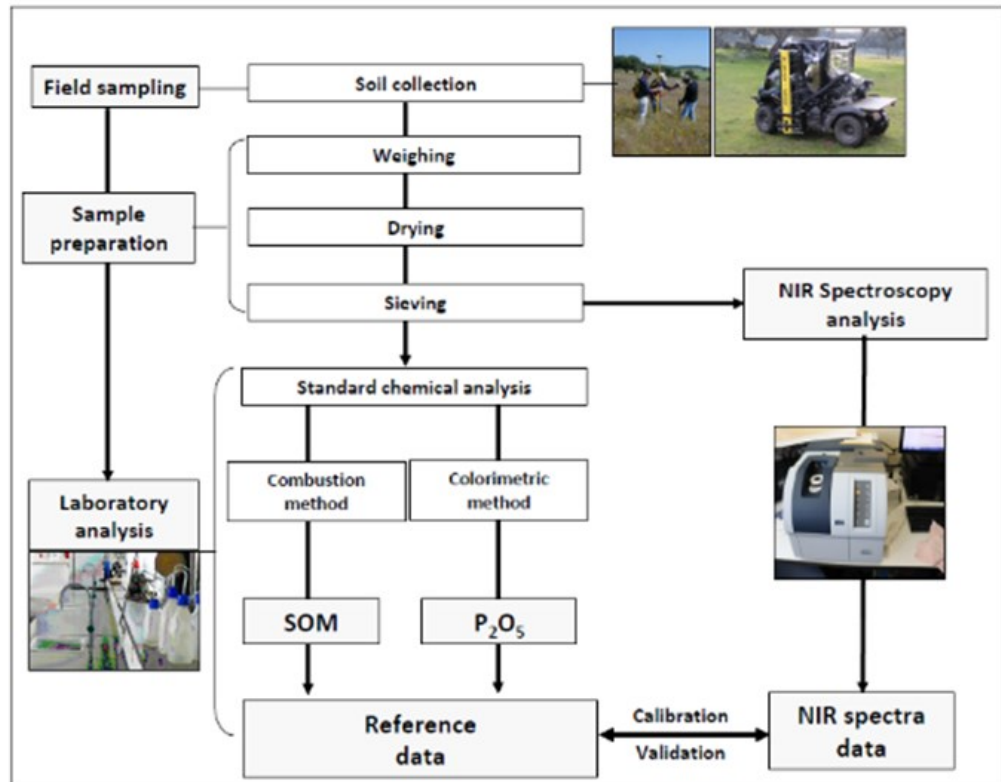 Field sampling
Soil collection
Weighing
Sample
preparation
Drying
Sieving
NIR Spectroscopy
analysis
Standard chemical analysis
Combustion
method
Colorimetric
method
Laboratory
analysis
SOM
P₂O₅
Reference
data
Calibration
Validation
NIR spectra
data